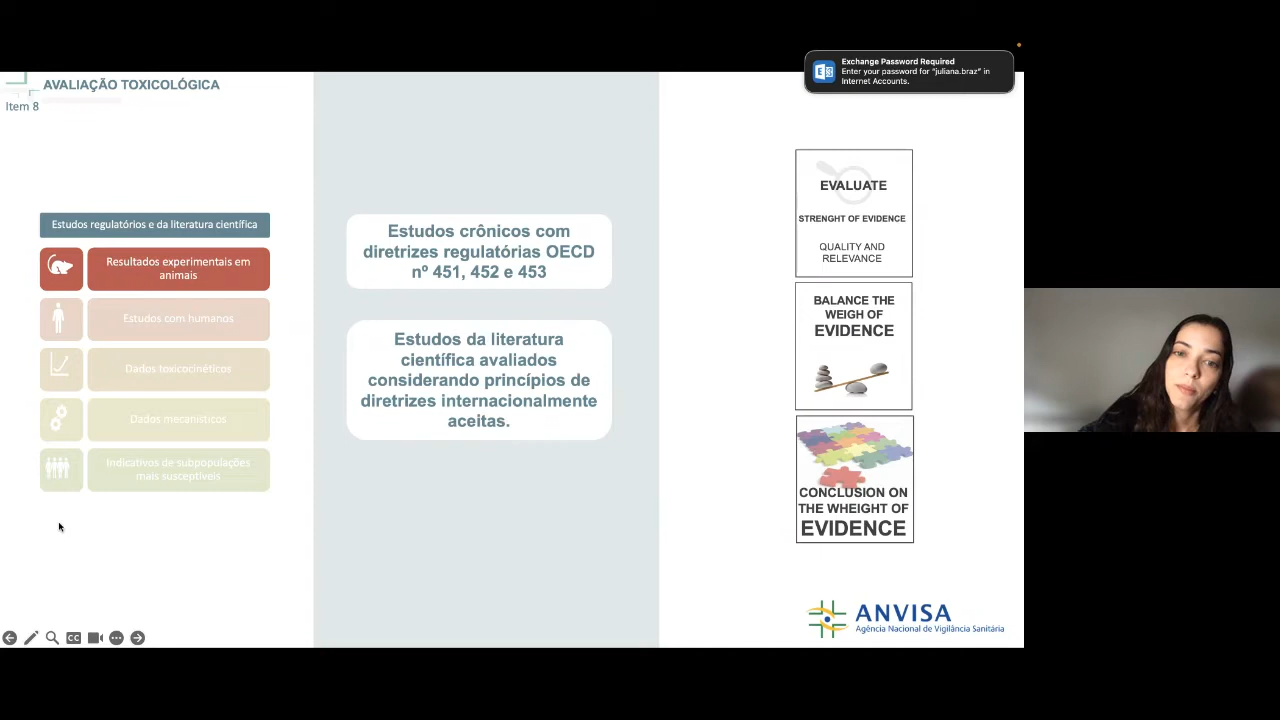 Exchange Password Required
Enter your password for "juliana.braz" in
Internet Accounts.
AVALIAÇÃO TOXICOLÓGICA
Item 8
Estudos regulatórios e da literatura científica
Resultados experimentais em
animais
Estudos com humanos
Dados toxicocinéticos
Dados mecanísticos
Indicativos de subpopulações
mais susceptíveis
Estudos crônicos com
diretrizes regulatórias OECD
nº 451, 452 e 453
Estudos da literatura
científica avaliados
considerando princípios de
diretrizes internacionalmente
aceitas.
EVALUATE
STRENGHT OF EVIDENCE
QUALITY AND
RELEVANCE
BALANCE THE
WEIGH OF
EVIDENCE
CONCLUSION ON
THE WHEIGHT OF
EVIDENCE
ANVISA
Agência Nacional de Vigilância Sanitária
CC